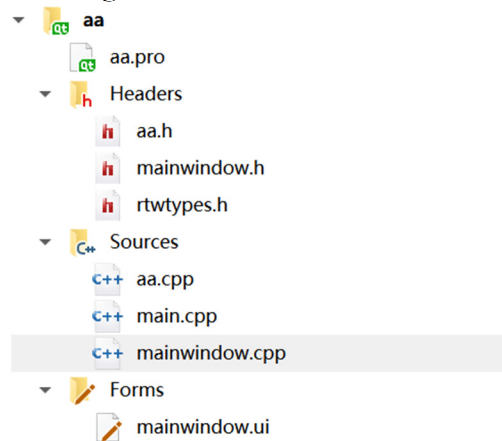 aa
aa.pro
Headers
aa.h
mainwindow.h
rtwtypes.h
Sources
aa.cpp
main.cpp
mainwindow.cpp
Forms
mainwindow.ui